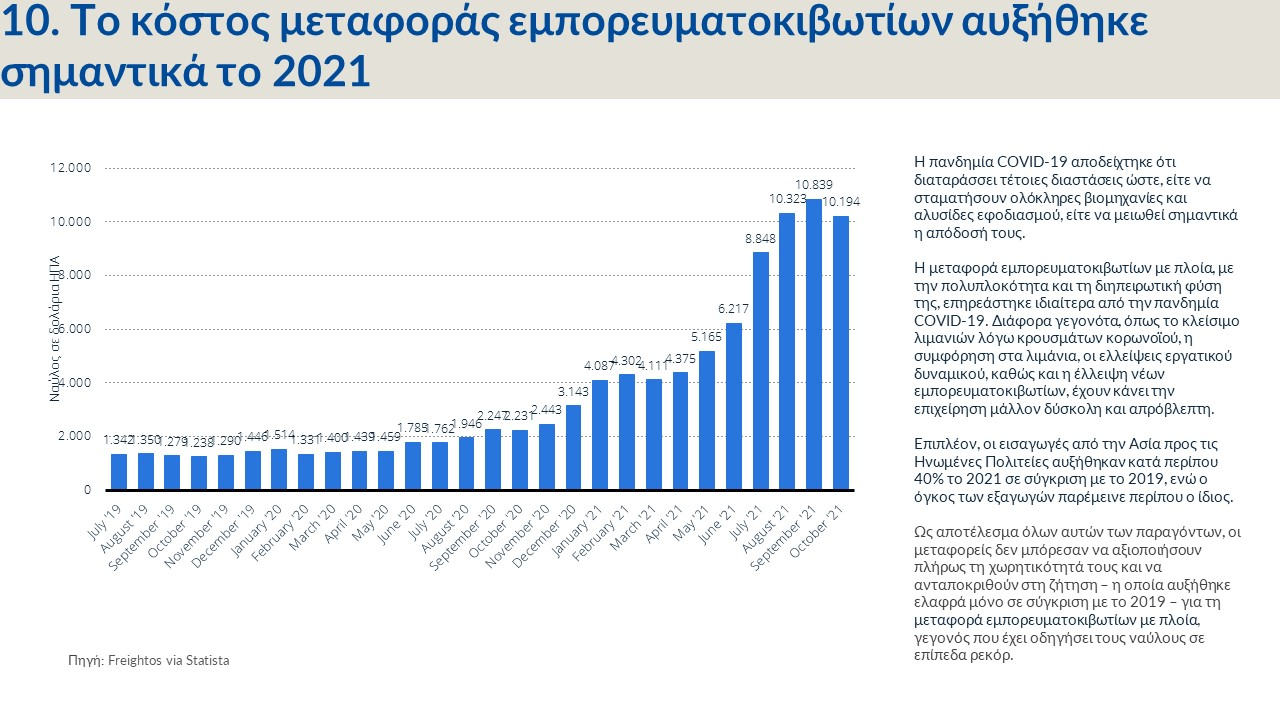 10. Το κόστος μεταφοράς εμπορευματοκιβωτίων αυξήθηκε
σημαντικά το 2021
Ναύλος σε δολάρια ΗΠΑ
12.000
10.000
8.000
6.000
4.000
2.000
0
1.342
1.350
1.279
1.238
1.290
1.446
1.514
1.331
1.400
1.439
1.459
1.785
1.762
1.946
2.247
2.231
2.443
3.143
4.087
4.302
4.111
4.375
5.165
6.217
8.848
10.323
10.839
10.194
July '19
August '19
September '19
October '19
November '19
December '19
January '20
February '20
March '20
April '20
May '20
June '20
July '20
August '20
September '20
October '20
November '20
December '20
January '21
February '21
March '21
April '21
May '21
June '21
July '21
August '21
September '21
October '21
Πηγή: Freightos via Statista
Η πανδημία COVID-19 αποδείχτηκε ότι
διαταράσσει τέτοιες διαστάσεις ώστε, είτε να
σταματήσουν ολόκληρες βιομηχανίες και
αλυσίδες εφοδιασμού, είτε να μειωθεί σημαντικά
η απόδοσή τους.
Η μεταφορά εμπορευματοκιβωτίων με πλοία, με
την πολυπλοκότητα και τη διηπειρωτική φύση
της, επηρεάστηκε ιδιαίτερα από την πανδημία
COVID-19. Διάφορα γεγονότα, όπως το κλείσιμο
λιμανιών λόγω κρουσμάτων κορωνοϊού, η
συμφόρηση στα λιμάνια, οι ελλείψεις εργατικού
δυναμικού, καθώς και η έλλειψη νέων
εμπορευματοκιβωτίων, έχουν κάνει την
επιχείρηση μάλλον δύσκολη και απρόβλεπτη.
Επιπλέον, οι εισαγωγές από την Ασία προς τις
Ηνωμένες Πολιτείες αυξήθηκαν κατά περίπου
40% το 2021 σε σύγκριση με το 2019, ενώ ο
όγκος των εξαγωγών παρέμεινε περίπου ο ίδιος.
Ως αποτέλεσμα όλων αυτών των παραγόντων, οι
μεταφορείς δεν μπόρεσαν να αξιοποιήσουν
πλήρως τη χωρητικότητά τους και να
ανταποκριθούν στη ζήτηση – η οποία αυξήθηκε
ελαφρά μόνο σε σύγκριση με το 2019 – για τη
μεταφορά εμπορευματοκιβωτίων με πλοία,
γεγονός που έχει οδηγήσει τους ναύλους σε
επίπεδα ρεκόρ.